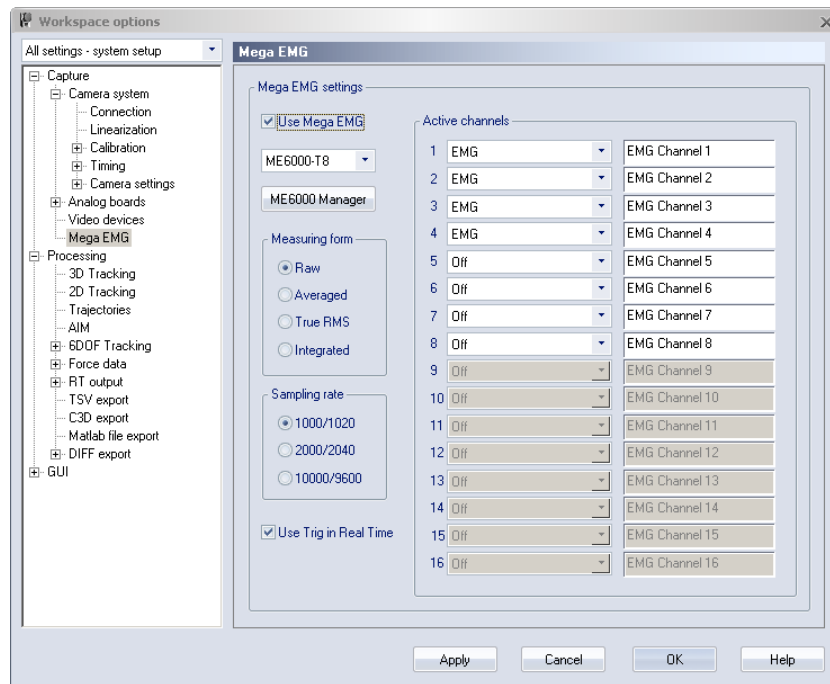 Workspace options
All settings - system setup
Capture
Camera system
Connection
Linearization
Calibration
Timing
Camera settings
Analog boards
Video devices
Mega EMG
Processing
3D Tracking
2D Tracking
Trajectories
AIM
6DOF Tracking
Force data
RT output
TSV export
C3D export
Matlab file export
DIFF export
GUI
Mega EMG
Mega EMG settings
Use Mega EMG
ME6000-T8
ME6000 Manager
Measuring form
Raw
Averaged
True RMS
Integrated
Sampling rate
1000/1020
2000/2040
10000/9600
Use Trig in Real Time
Active channels
1 EMG EMG Channel 1
2 EMG EMG Channel 2
3 EMG EMG Channel 3
4 EMG EMG Channel 4
5 Off EMG Channel 5
6 Off EMG Channel 6
7 Off EMG Channel 7
8 Off EMG Channel 8
9 Off EMG Channel 9
10 Off EMG Channel 10
11 Off EMG Channel 11
12 Off EMG Channel 12
13 Off EMG Channel 13
14 Off EMG Channel 14
15 Off EMG Channel 15
16 Off EMG Channel 16
Apply Cancel OK Help